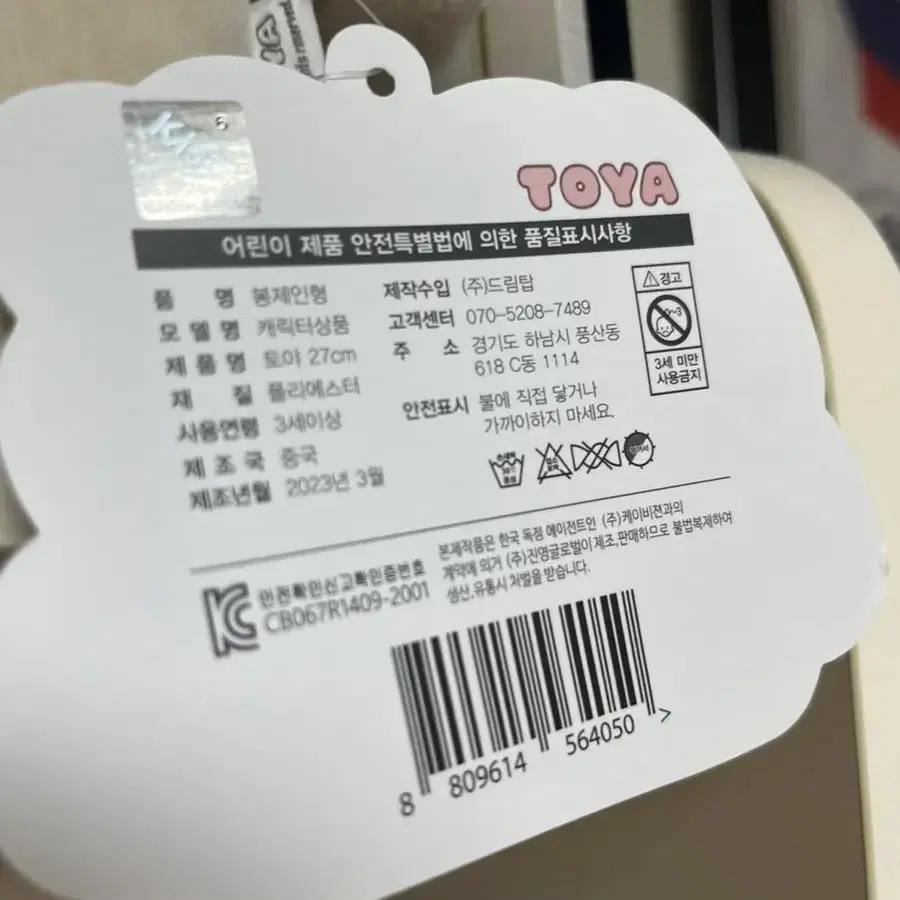 TOYA
어린이 제품 안전특별법에 의한 품질표시사항
품 명 봉제인형
모 델 명 캐릭터상품
제 품 명 토야 27cm
재 질 폴리에스터
사용연령 3세이상
제 조 국 중국
제조년월 2023년 3월
제작수입 (주)드림탑
고객센터 070-5208-7489
주 소 경기도 하남시 풍산동
618 C동 1114
안전표시 불에 직접 닿거나
가까이하지 마세요.
경고
3세 미만
사용금지
본제작품은 한국 독점 에이전트인 (주)케이비젼과의
계약에 의거 (주)진영글로벌이 제조,판매하므로 불법복제하여
생산,유통시 처벌을 받습니다.
안전확인신고확인증번호
CB067R1409-2001
8 809614 564050 >